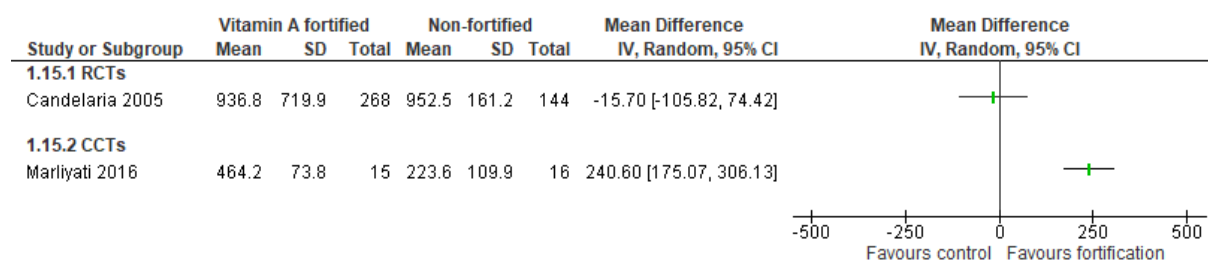 Vitamin A fortified Non-fortified Mean Difference Mean Difference
Study or Subgroup Mean SD Total Mean SD Total IV, Random, 95% CI IV, Random, 95% CI
1.15.1 RCTs
Candelaria 2005 936.8 719.9 268 952.5 161.2 144 -15.70 [-105.82, 74.42]
1.15.2 CCTs
Marliyati 2016 464.2 73.8 15 223.6 109.9 16 240.60 [175.07, 306.13]
-500 -250 0 250 500
Favours control Favours fortification